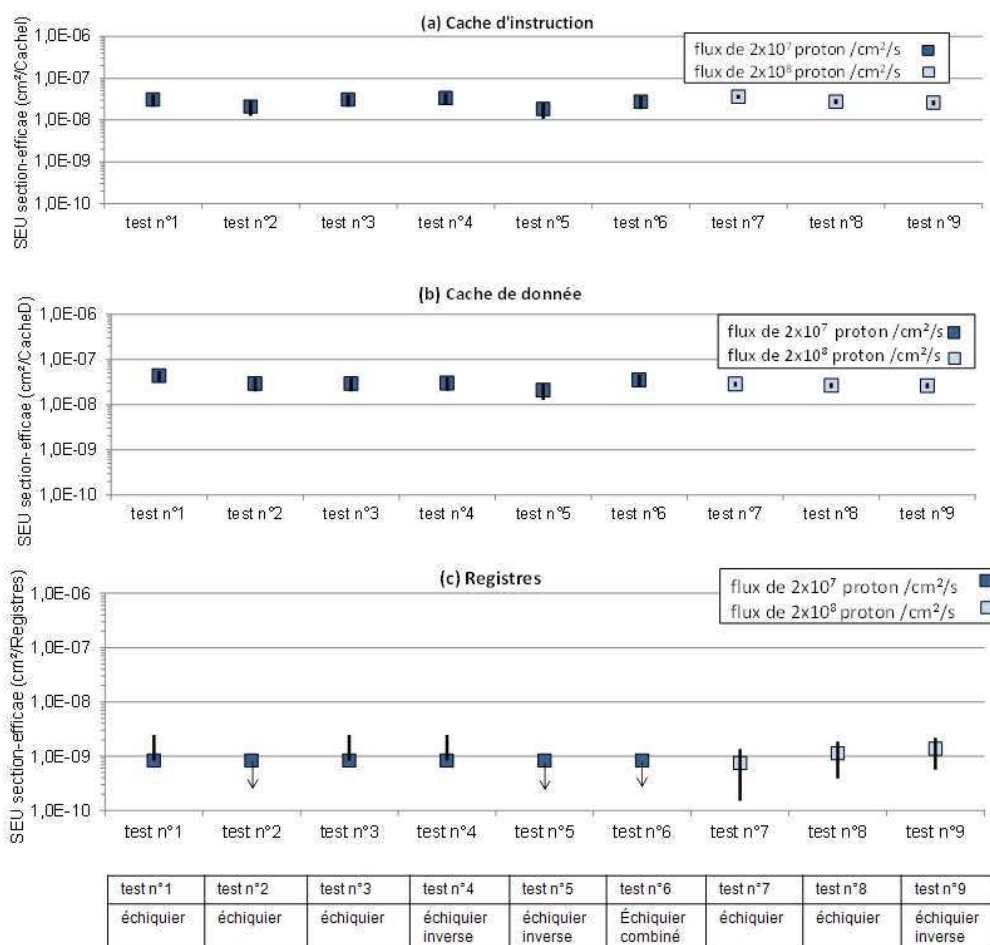 (a) Cache d'instruction
flux de 2x10⁷ proton /cm²/s
flux de 2x10⁸ proton /cm²/s
SEU section-efficae (cm²/CacheI)
1,0E-06
1,0E-07
1,0E-08
1,0E-09
1,0E-10
test n°1 test n°2 test n°3 test n°4 test n°5 test n°6 test n°7 test n°8 test n°9
(b) Cache de donnée
flux de 2x10⁷ proton /cm²/s
flux de 2x10⁸ proton /cm²/s
SEU section-efficae (cm²/CacheD)
1,0E-06
1,0E-07
1,0E-08
1,0E-09
1,0E-10
test n°1 test n°2 test n°3 test n°4 test n°5 test n°6 test n°7 test n°8 test n°9
(c) Registres
flux de 2x10⁷ proton /cm²/s
flux de 2x10⁸ proton /cm²/s
SEU section-efficae (cm²/Registres)
1,0E-06
1,0E-07
1,0E-08
1,0E-09
1,0E-10
test n°1 test n°2 test n°3 test n°4 test n°5 test n°6 test n°7 test n°8 test n°9
test n°1 test n°2 test n°3 test n°4 test n°5 test n°6 test n°7 test n°8 test n°9
échiquier échiquier échiquier échiquier échiquier Échiquier échiquier échiquier échiquier
inverse inverse combiné inverse